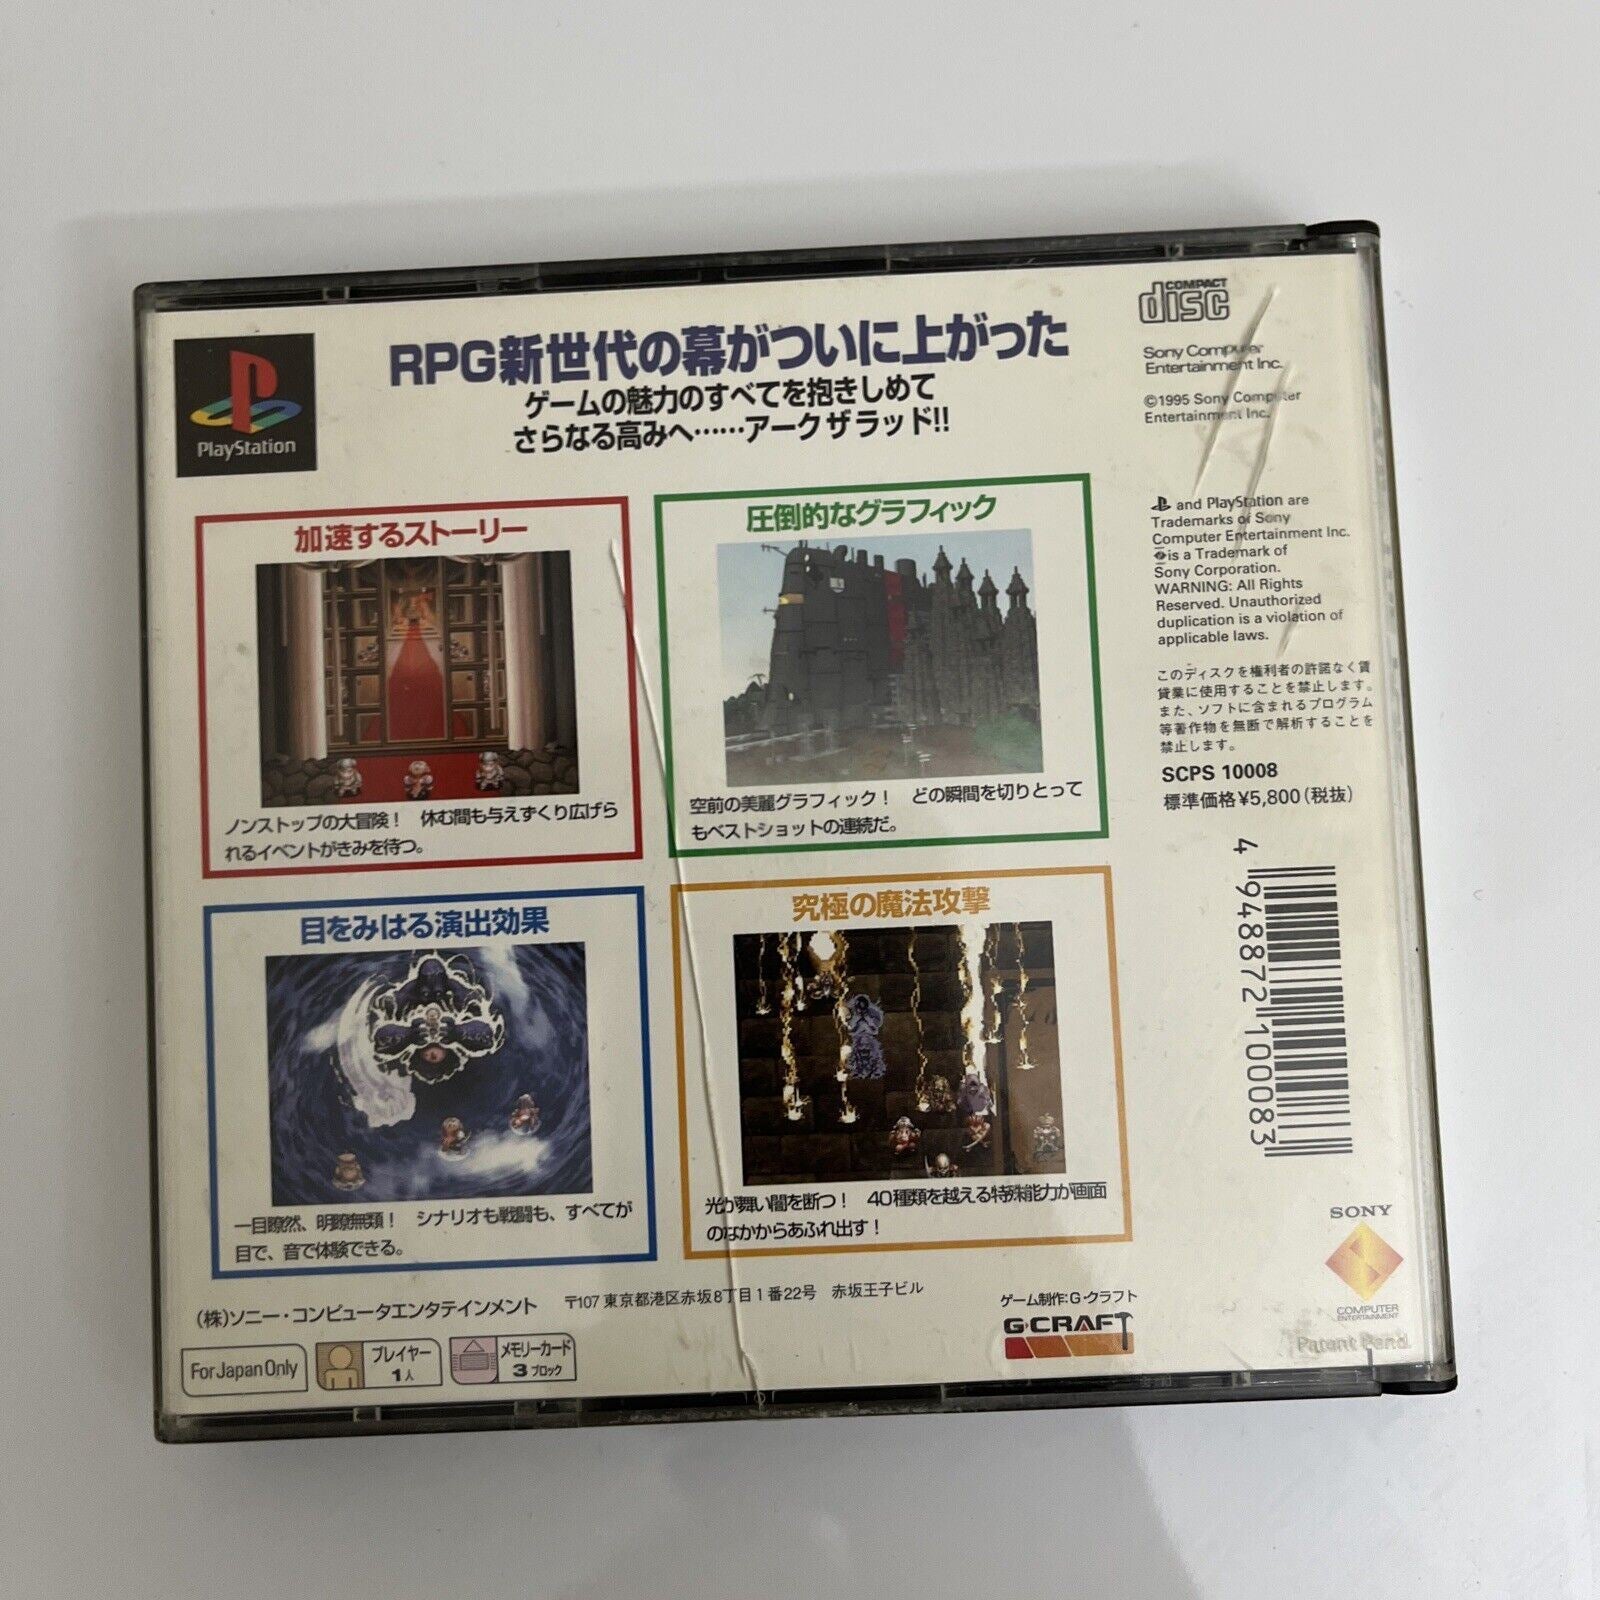 PlayStation
RPG新世代の幕がついに上がった
ゲームの魅力のすべてを抱きしめて
さらなる高みへ……アークザラッド!!
加速するストーリー
ノンストップの大冒険！ 休む間も与えずくり広げら
れるイベントがきみを待つ。
圧倒的なグラフィック
空前の美麗グラフィック！ どの瞬間を切りとって
もベストショットの連続だ。
目をみはる演出効果
一目瞭然、明瞭無類！ シナリオも戦闘も、すべてが
目で、音で体験できる。
究極の魔法攻撃
光が舞い闇を断つ！ 40種類を越える特殊能力が画面
のなかからあふれ出す！
(株)ソニー・コンピュータエンタテインメント 〒107 東京都港区赤坂8丁目1番22号 赤坂王子ビル
For Japan Only
プレイヤー
1人
メモリーカード
3 ブロック
ゲーム制作:G・クラフト
G・CRAFT
COMPACT
disc
Sony Computer
Entertainment Inc.
©1995 Sony Computer
Entertainment Inc.
and PlayStation are
Trademarks of Sony
Computer Entertainment Inc.
is a Trademark of
Sony Corporation.
WARNING: All Rights
Reserved. Unauthorized
duplication is a violation of
applicable laws.
このディスクを権利者の許諾なく賃
貸業に使用することを禁止します。
また、ソフトに含まれるプログラム
等著作物を無断で解析することを
禁止します。
SCPS 10008
標準価格¥5,800(税抜)
4 948872 100083
SONY
COMPUTER
ENTERTAINMENT
Patent Pend.